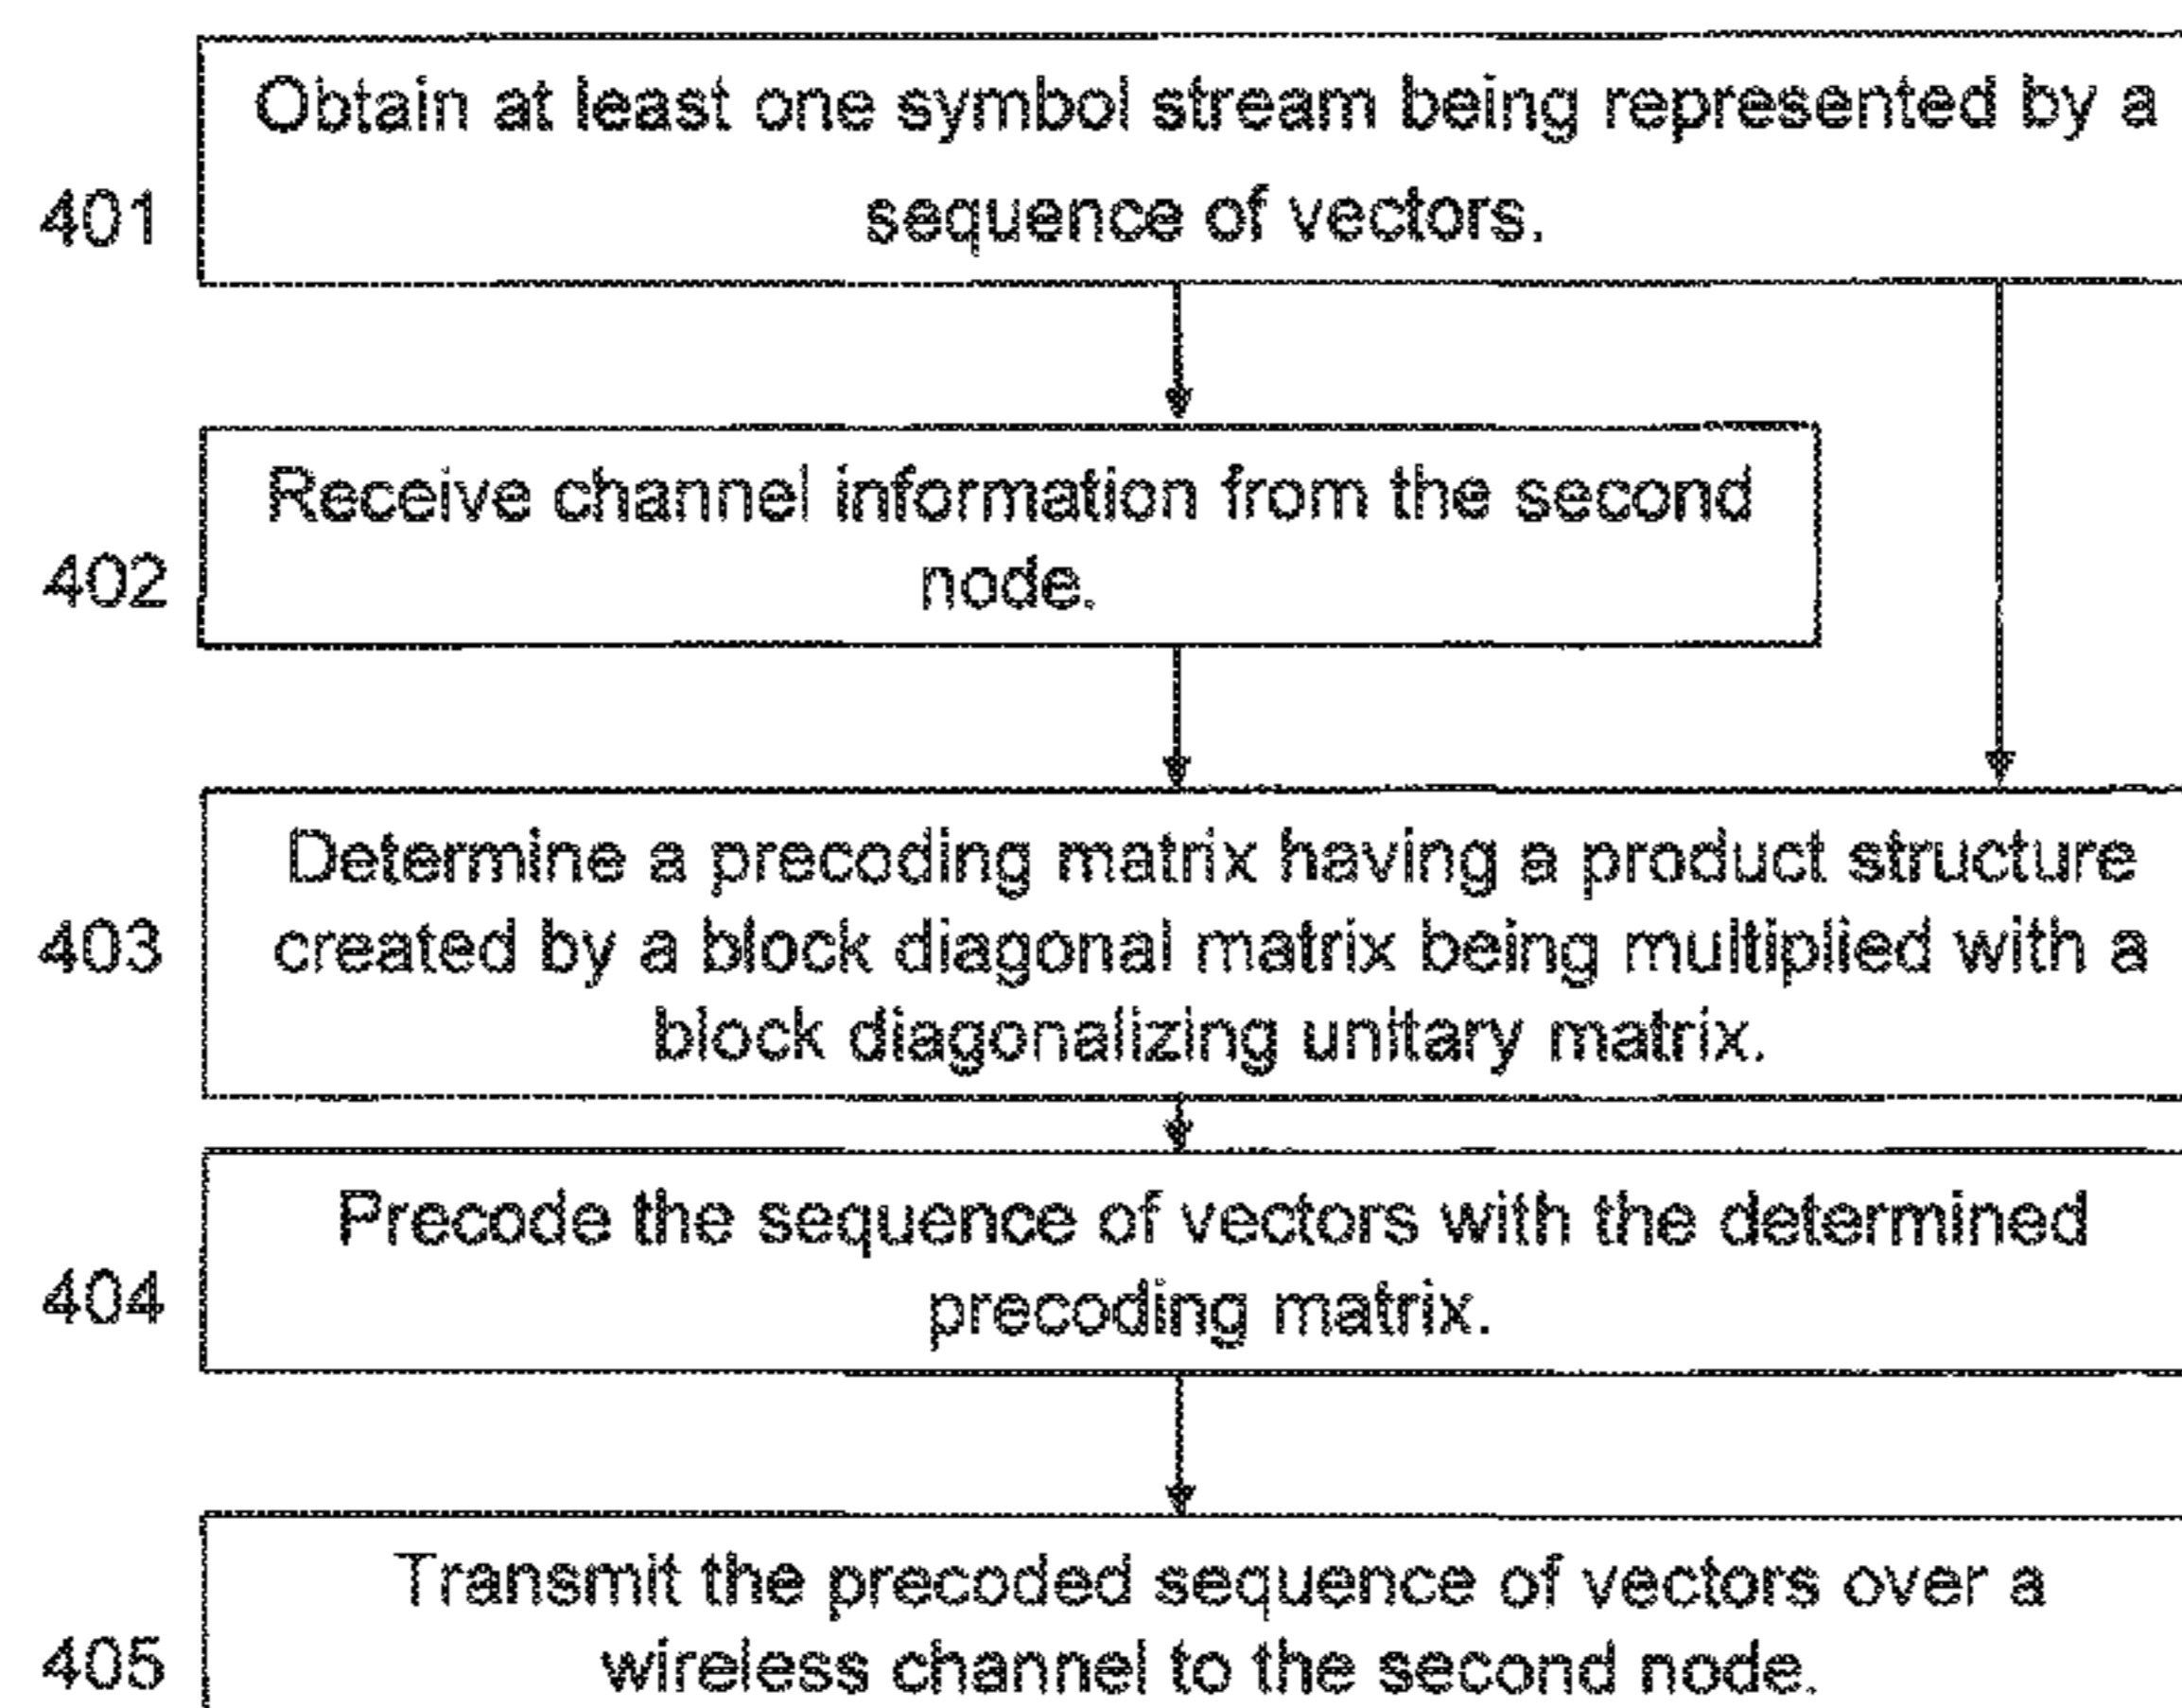 Obtain at least one symbol stream being represented by a
401
sequence of vectors.
Receive channel information from the second
402
node.
Determine a precoding matrix having a product structure
403
created by a block diagonal matrix being multiplied with a
block diagonalizing unitary matrix.
Precode the sequence of vectors with the determined
404
precoding matrix.
Transmit the precoded sequence of vectors over a
405
wireless channel to the second node.